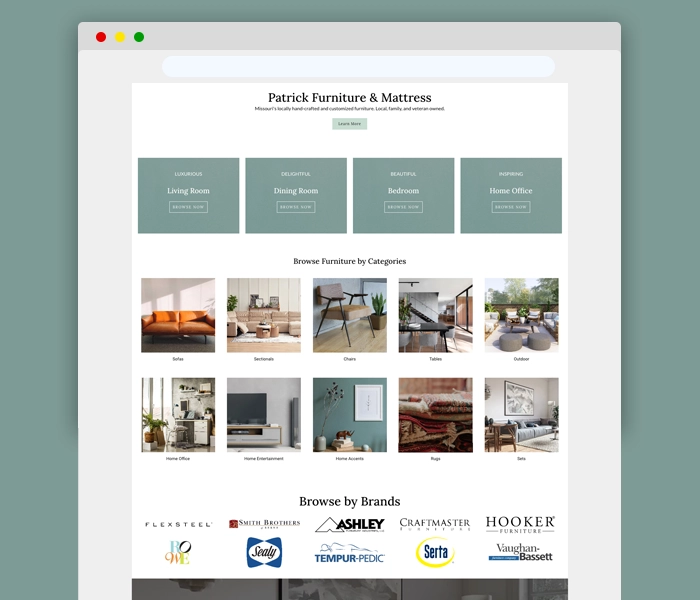 Patrick Furniture & Mattress
Missouri's locally hand-crafted and customized furniture. Local, family, and veteran owned.
Learn More
LUXURIOUS
Living Room
BROWSE NOW
DELIGHTFUL
Dining Room
BROWSE NOW
BEAUTIFUL
Bedroom
BROWSE NOW
INSPIRING
Home Office
BROWSE NOW
Browse Furniture by Categories
Sofas
Sectionals
Chairs
Tables
Outdoor
Home Office
Home Entertainment
Home Accents
Rugs
Sets
Browse by Brands
FLEXSTEEL
SMITH BROTHERS
ASHLEY
CRAFTMASTER
FURNITURE
HOOKER
FURNITURE
ROWE
Sealy
TEMPUR-PEDIC
Serta
Vaughan-
Bassett